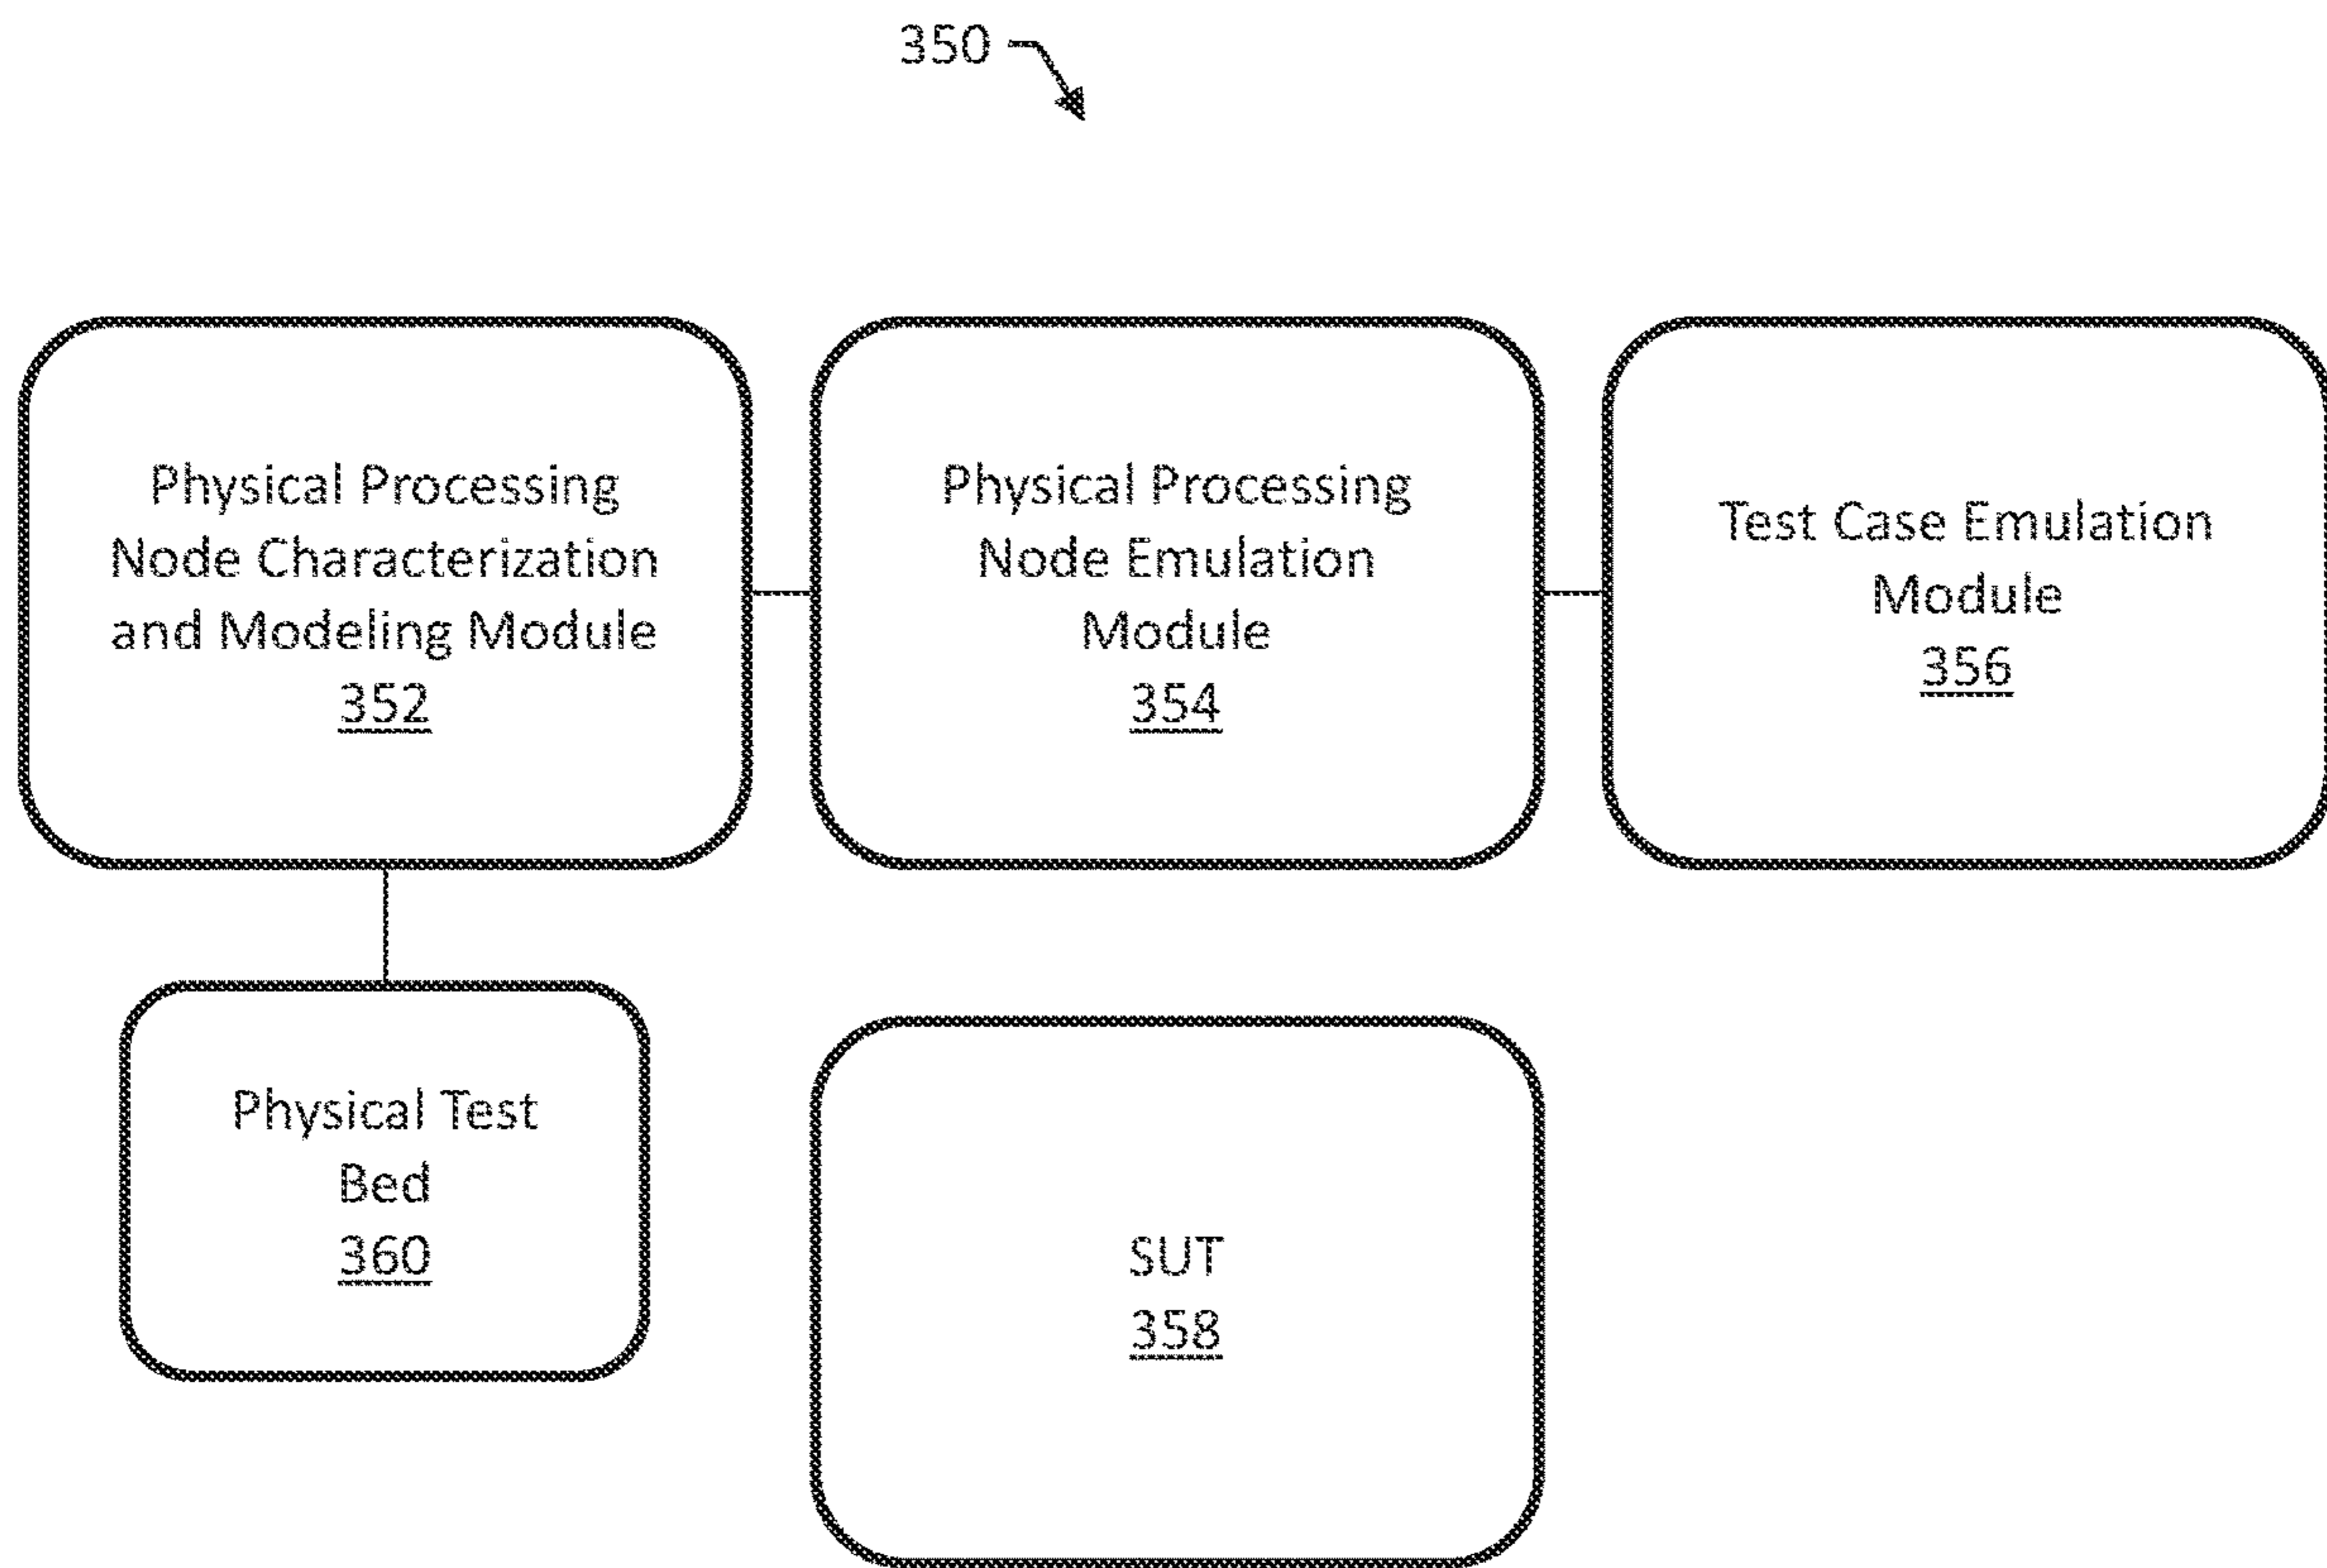 350
Physical Processing
Node Characterization
and Modeling Module
352
Physical Processing
Node Emulation
Module
354
Test Case Emulation
Module
356
Physical Test
Bed
360
SUT
358